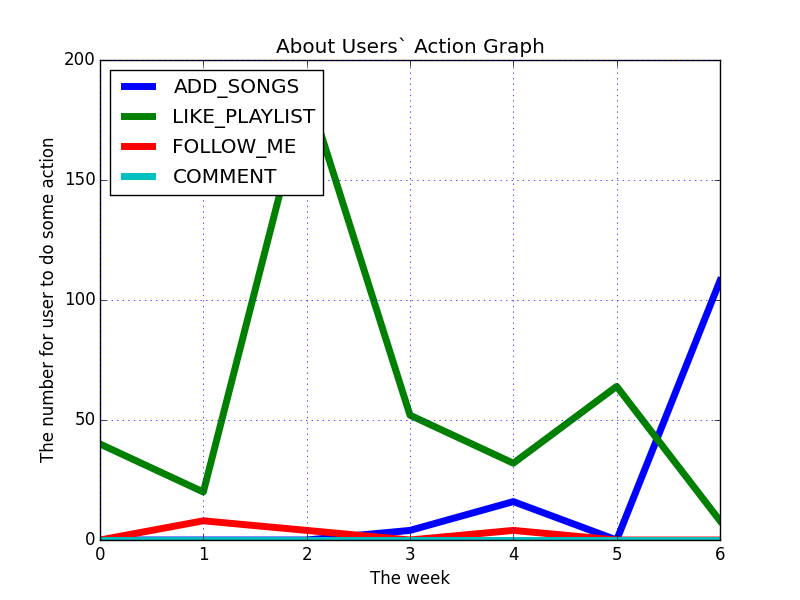 About Users` Action Graph
200
150
100
50
0
The number for user to do some action
ADD_SONGS
LIKE_PLAYLIST
FOLLOW_ME
COMMENT
0 1 2 3 4 5 6
The week